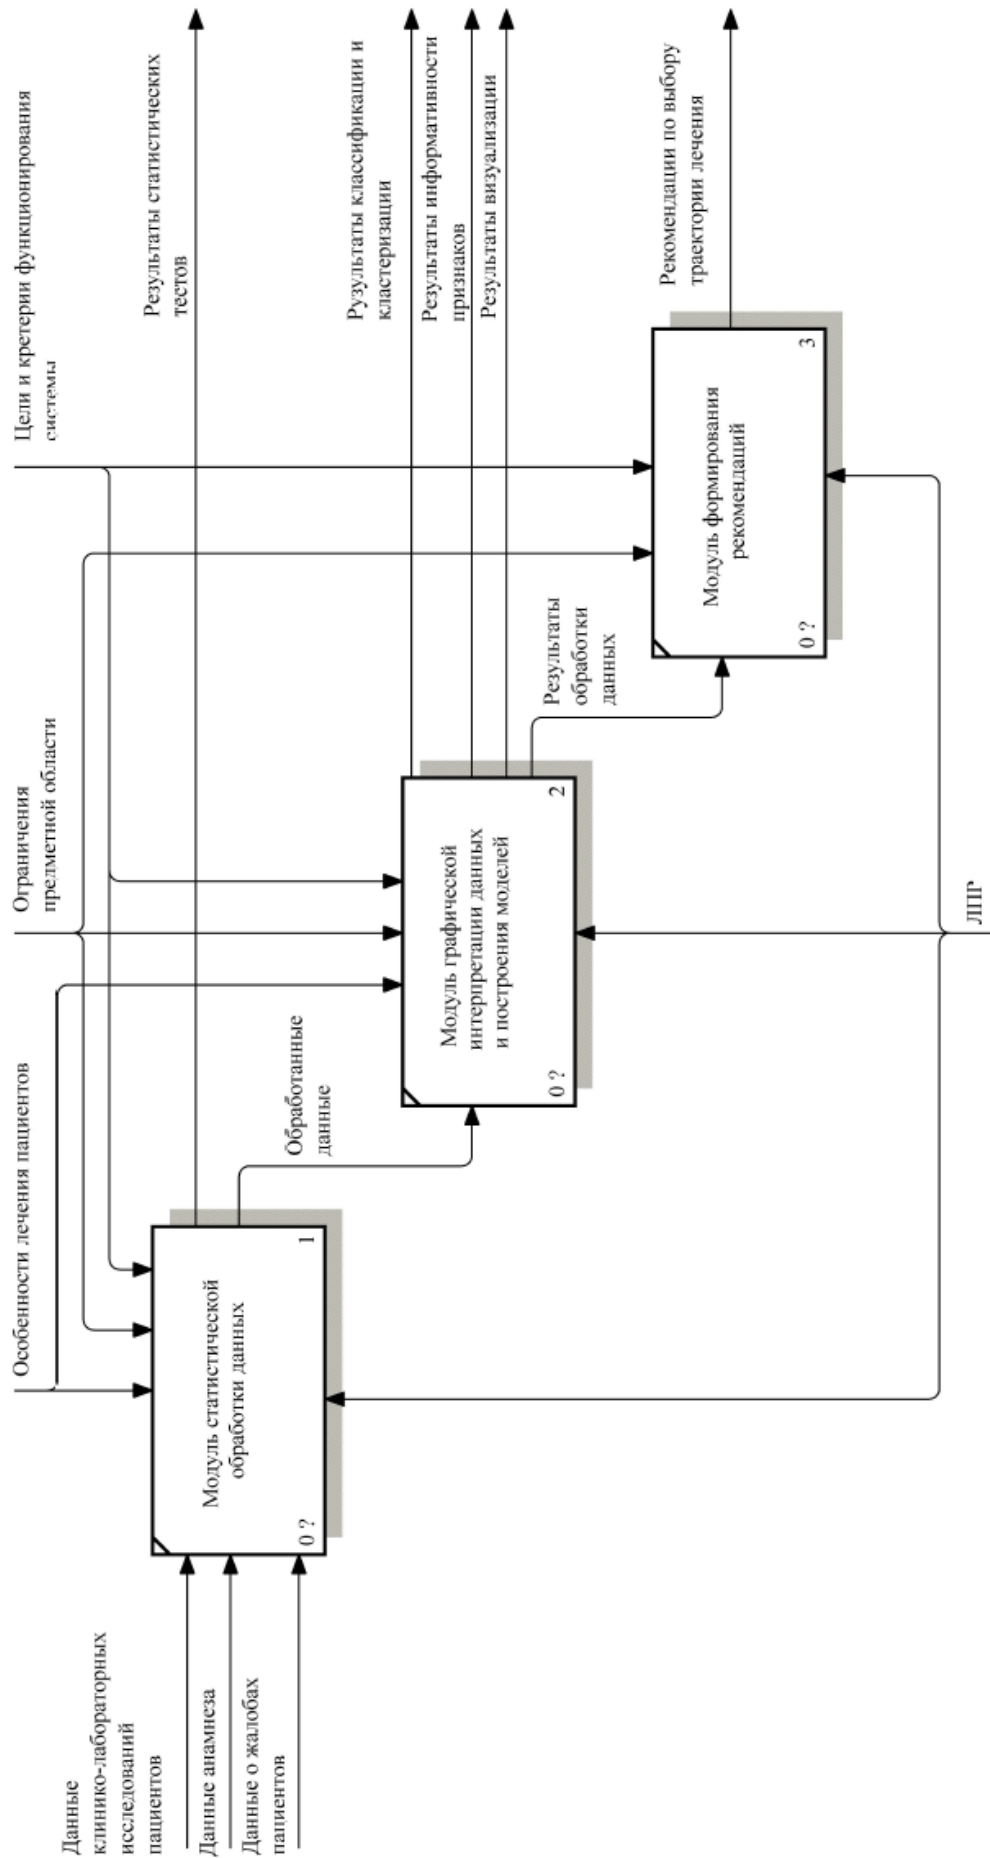 Особенности лечения пациентов
Ограничения
предметной области
Цели и кретерии функционирования
системы
Данные
клинико-лабораторных
исследований
пациентов
Данные анамнеза
Данные о жалобах
пациентов
Модуль статистической
обработки данных
0 ?
1
Результаты статистических
тестов
Обработанные
данные
Модуль графической
интерпретации данных
и построения моделей
0 ?
2
Рузультаты классификации и
кластеризации
Результаты информативности
признаков
Результаты визуализации
Результаты
обработки
данных
Модуль формирования
рекомендаций
0 ?
3
Рекомендации по выбору
траектории лечения
ЛПР